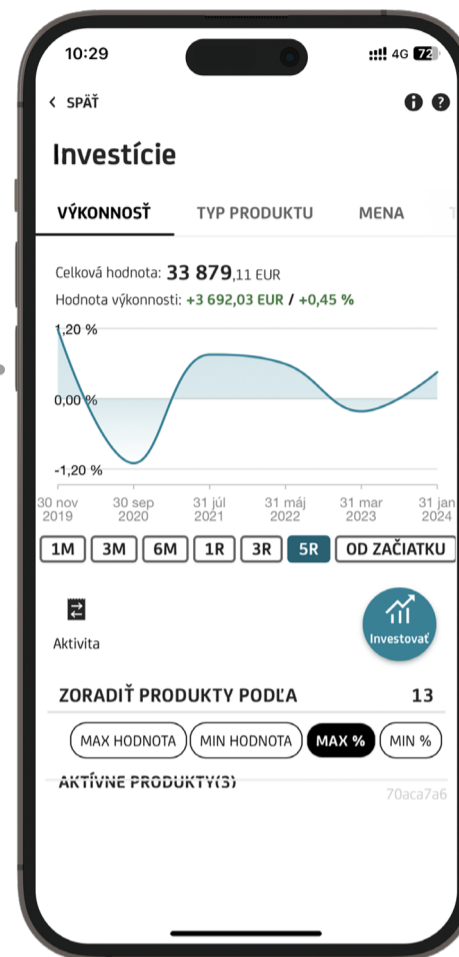 10:29 4G 72
SPÄŤ
Investície
VÝKONNOSŤ TYP PRODUKTU MENA T
Celková hodnota: 33 879,11 EUR
Hodnota výkonnosti: +3 692,03 EUR / +0,45 %
1,20 %
0,00 %
-1,20 %
30 nov 2019 30 sep 2020 31 júl 2021 31 máj 2022 31 mar 2023 31 jan 2024
1M 3M 6M 1R 3R 5R OD ZAČIATKU
Aktivita
Investovať
ZORADIŤ PRODUKTY PODĽA 13
MAX HODNOTA MIN HODNOTA MAX % MIN %
AKTÍVNE PRODUKTY(3)
70aca7a6